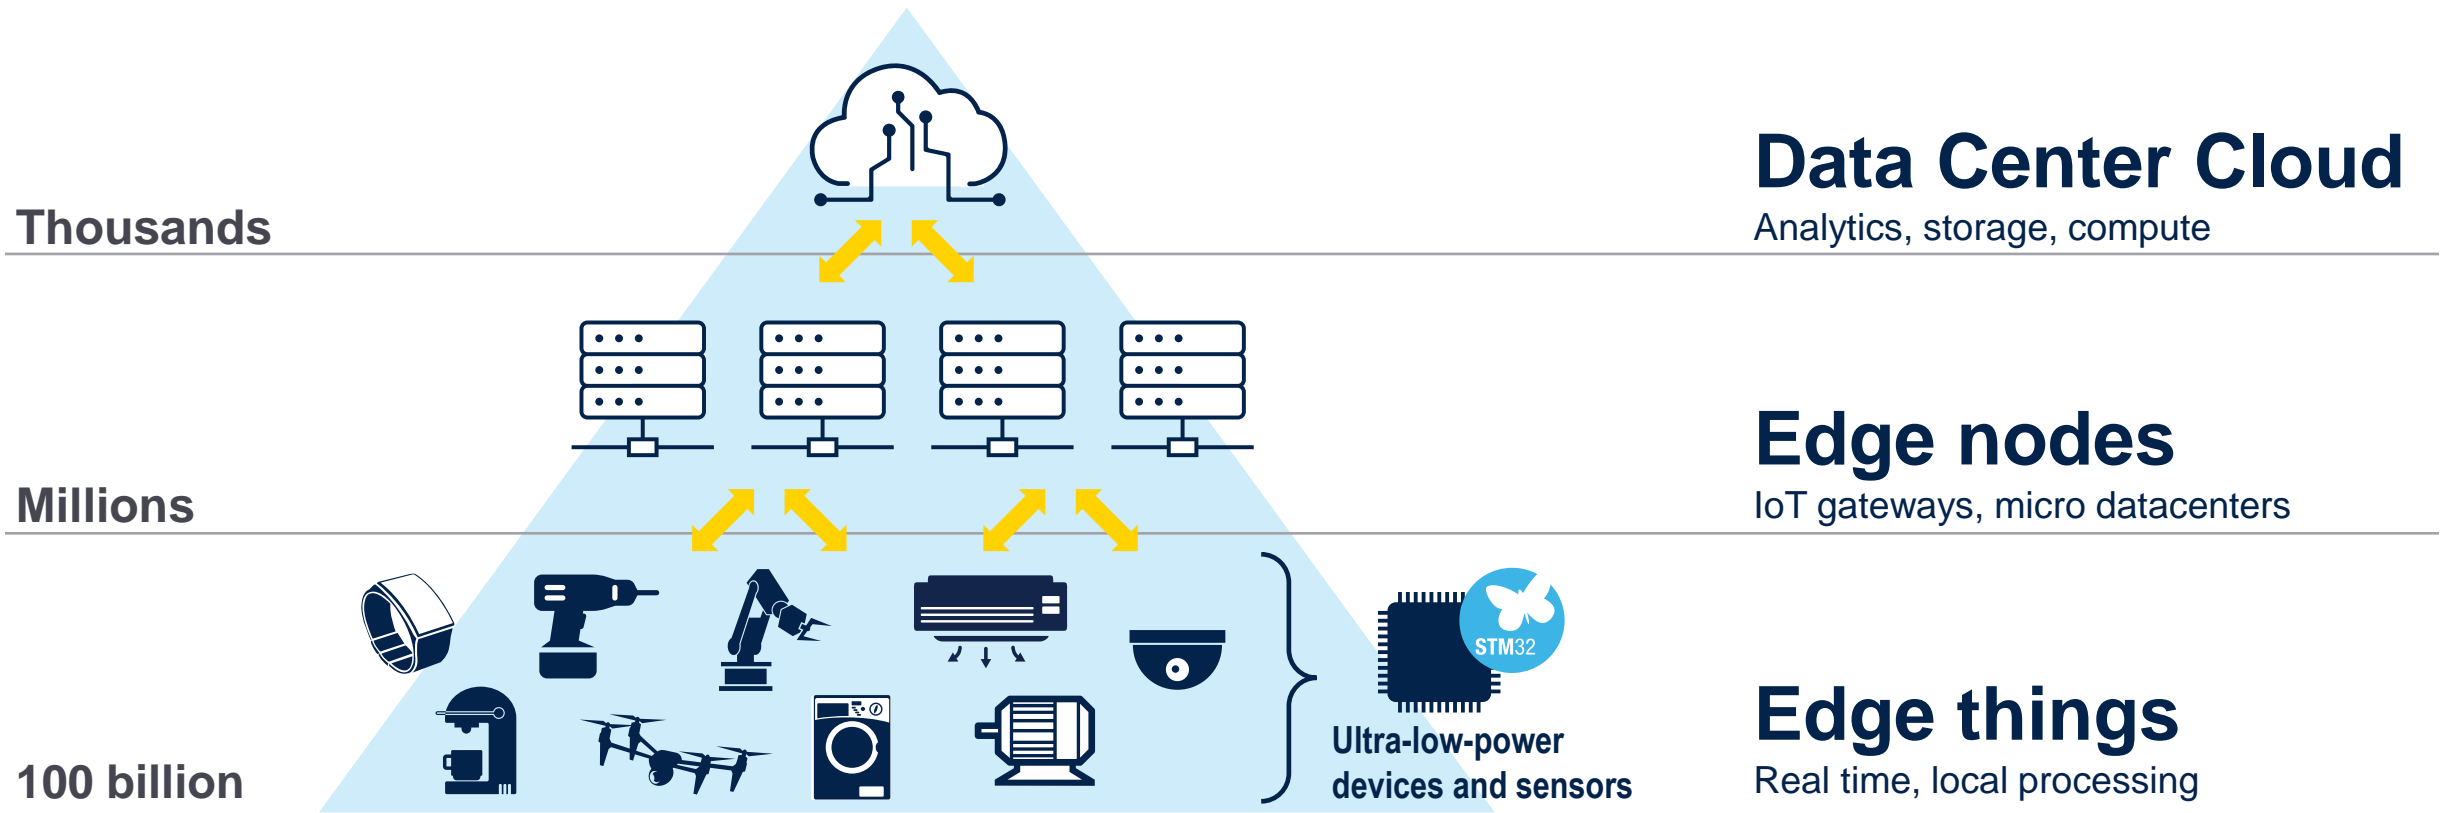 Data Center Cloud
Thousands
Analytics, storage, compute
Edge nodes
Millions
IoT gateways, micro datacenters
STM32
Edge things
Ultra-low-power
devices and sensors
100 billion
Real time, local processing